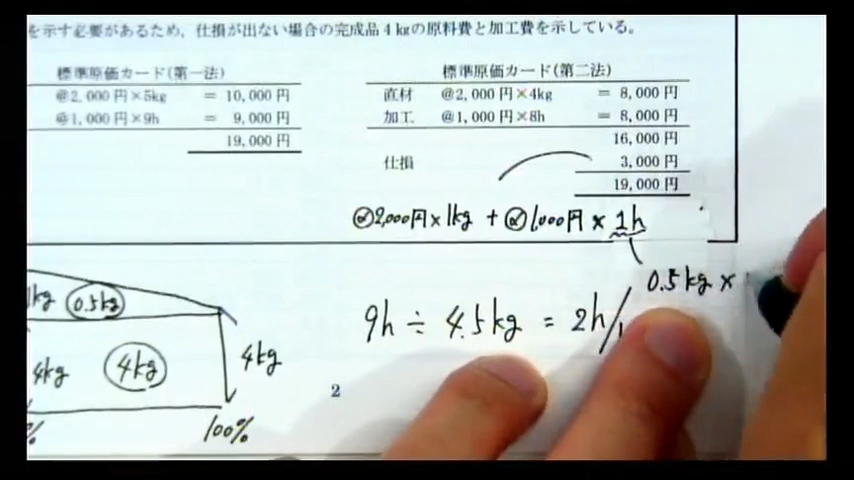 を示す必要があるため、仕損が出ない場合の完成品4kgの原料費と加工費を示している。
標準原価カード(第一法)
@2,000円×5kg = 10,000円
@1,000円×9h = 9,000円
19,000円
標準原価カード(第二法)
直材 @2,000円×4kg = 8,000円
加工 @1,000円×8h = 8,000円
16,000円
仕損 3,000円
19,000円
@2,000円×1kg + @1,000円×1h
0.5kg×
9h ÷ 4.5kg = 2h/
kg 0.5kg
4kg 4kg 4kg
% 100%
2